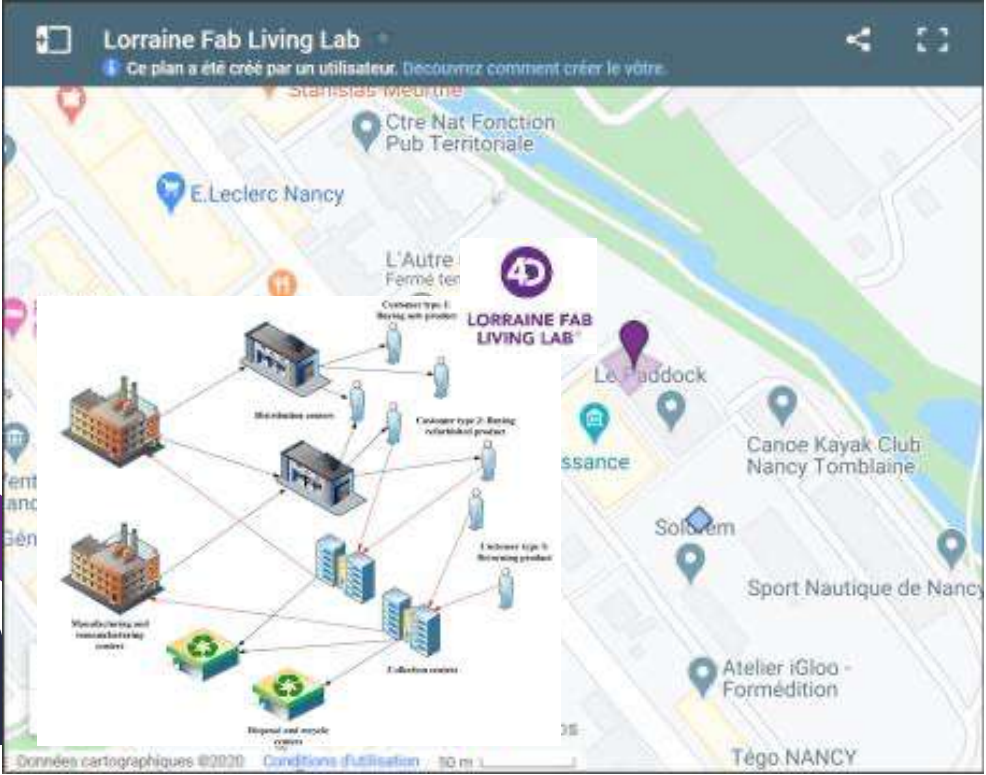 Lorraine Fab Living Lab
Ce plan a été créé par un utilisateur. Decouvrez comment créer le vôtre.
Stanislas Meurthe
Ctre Nat Fonction
Pub Territoriale
E.Leclerc Nancy
L'Autre
Ferme
4D
LORRAINE FAB
LIVING LAB
Customer type 1:
Buying new product
Le Paddock
Distribution centers
Customer type 2: Buying
refurbished product
Canoe Kayak Club
Nancy Tomblaine
ssance
Solorem
Customer type 3:
Returning product
Sport Nautique de Nancy
Manufacturing and
remanufacturing
centers
Collection centers
Atelier iGloo -
Formédition
Disposal and recycle
centers
Données cartographiques ©2020
Conditions d'utilisation
50 m
Tégo NANCY